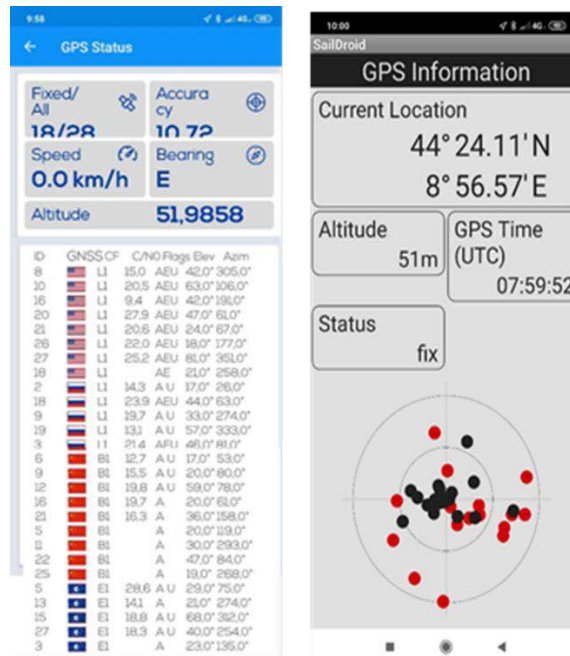 9:58
4G
GPS Status
Fixed/
All
18/28
Accura
cy
10.72
Speed
0.0 km/h
Bearing
E
Altitude
51,9858
ID GNSS CF C/N0 Flags Elev Azim
8 L1 15,0 AEU 42,0° 305,0°
10 L1 20,5 AEU 63,0° 106,0°
16 L1 9,4 AEU 42,0° 191,0°
20 L1 27,9 AEU 47,0° 61,0°
21 L1 20,6 AEU 24,0° 67,0°
26 L1 22,0 AEU 18,0° 177,0°
27 L1 25,2 AEU 81,0° 351,0°
18 L1 AE 21,0° 258,0°
2 L1 14,3 A U 17,0° 26,0°
18 L1 23,9 AEU 44,0° 63,0°
9 L1 19,7 A U 33,0° 274,0°
19 L1 13,1 A U 57,0° 333,0°
3 L1 21,4 AEU 46,0° 81,0°
6 B1 12,7 A U 17,0° 53,0°
9 B1 15,5 A U 20,0° 80,0°
12 B1 19,8 A U 59,0° 78,0°
16 B1 19,7 A 20,0° 61,0°
21 B1 16,3 A 36,0° 158,0°
5 B1 A 20,0° 119,0°
11 B1 A 30,0° 293,0°
22 B1 A 47,0° 84,0°
25 B1 A 19,0° 268,0°
5 E1 28,6 A U 29,0° 75,0°
13 E1 14,1 A 21,0° 274,0°
15 E1 18,8 A U 68,0° 312,0°
27 E1 18,3 A U 40,0° 254,0°
3 E1 A 23,0° 135,0°
10:00
4G
SailDroid
GPS Information
Current Location
44° 24.11' N
8° 56.57' E
Altitude
51m
GPS Time
(UTC)
07:59:52
Status
fix